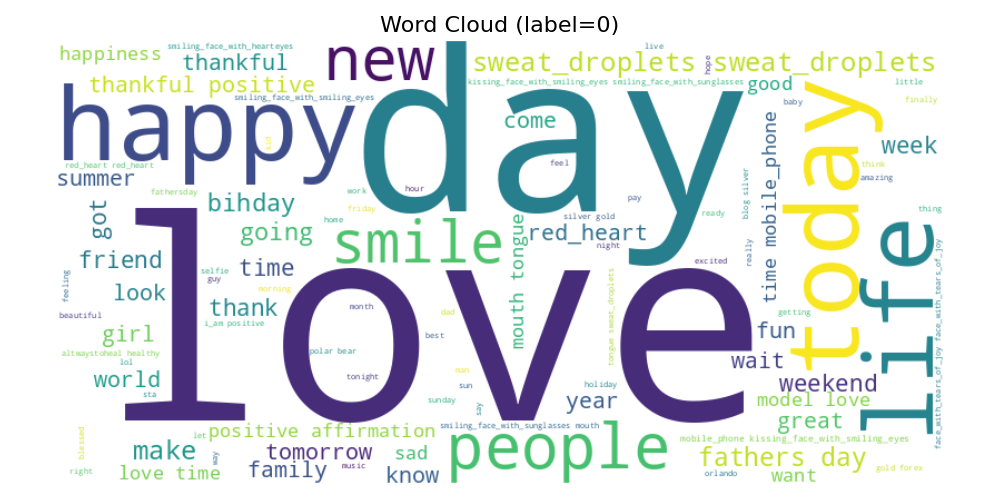 Word Cloud (label=0)
happiness
smiling_face_with_hearteyes
thankful
new
sweat_droplets sweat_droplets
live
hope
thankful positive
smiling_face_with_smiling_eyes
kissing_face_with_smiling_eyes smiling_face_with_sunglasses
good
little
happy
day
come
baby
finally
today
time mobile_phone
week
red_heart red_heart
summer
kid
feel
think
amazing
fathersday
work
hour
pay
blog silver
life
thing
got
bihday
friday
silver gold
ready
going
home
smile
mouth tongue
red_heart
night
really
friend
time
selfie
guy
excited
face_with_tears_of_joy face_with_tears_of_joy
feeling
look
morning
love
tongue sweat_droplets
beautiful
thank
month
dad
getting
girl
i_am positive
best
fun
altwaystoheal healthy
lol
polar bear
wait
world
sta
tonight
man
sun
holiday
weekend
sunday
say
year
model love
great
blessed
let
positive affirmation
smiling_face_with_sunglasses mouth
people
mobile_phone kissing_face_with_smiling_eyes
make
way
tomorrow
music
sad
fathers day
right
love time
family
know
orlando
want
gold forex